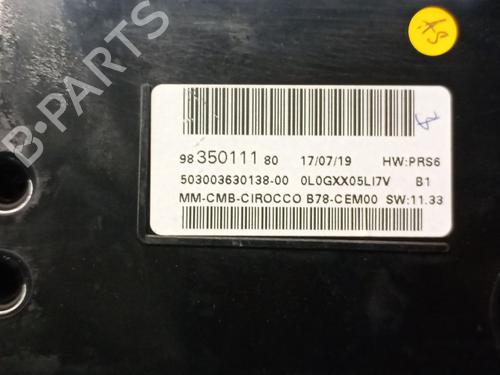 B-PARTS
98 350111 80 17/07/19 HW:PRS6
503003630138-00 0L0GXX05LI7V B1
MM-CMB-CIROCCO B78-CEM00 SW:11.33